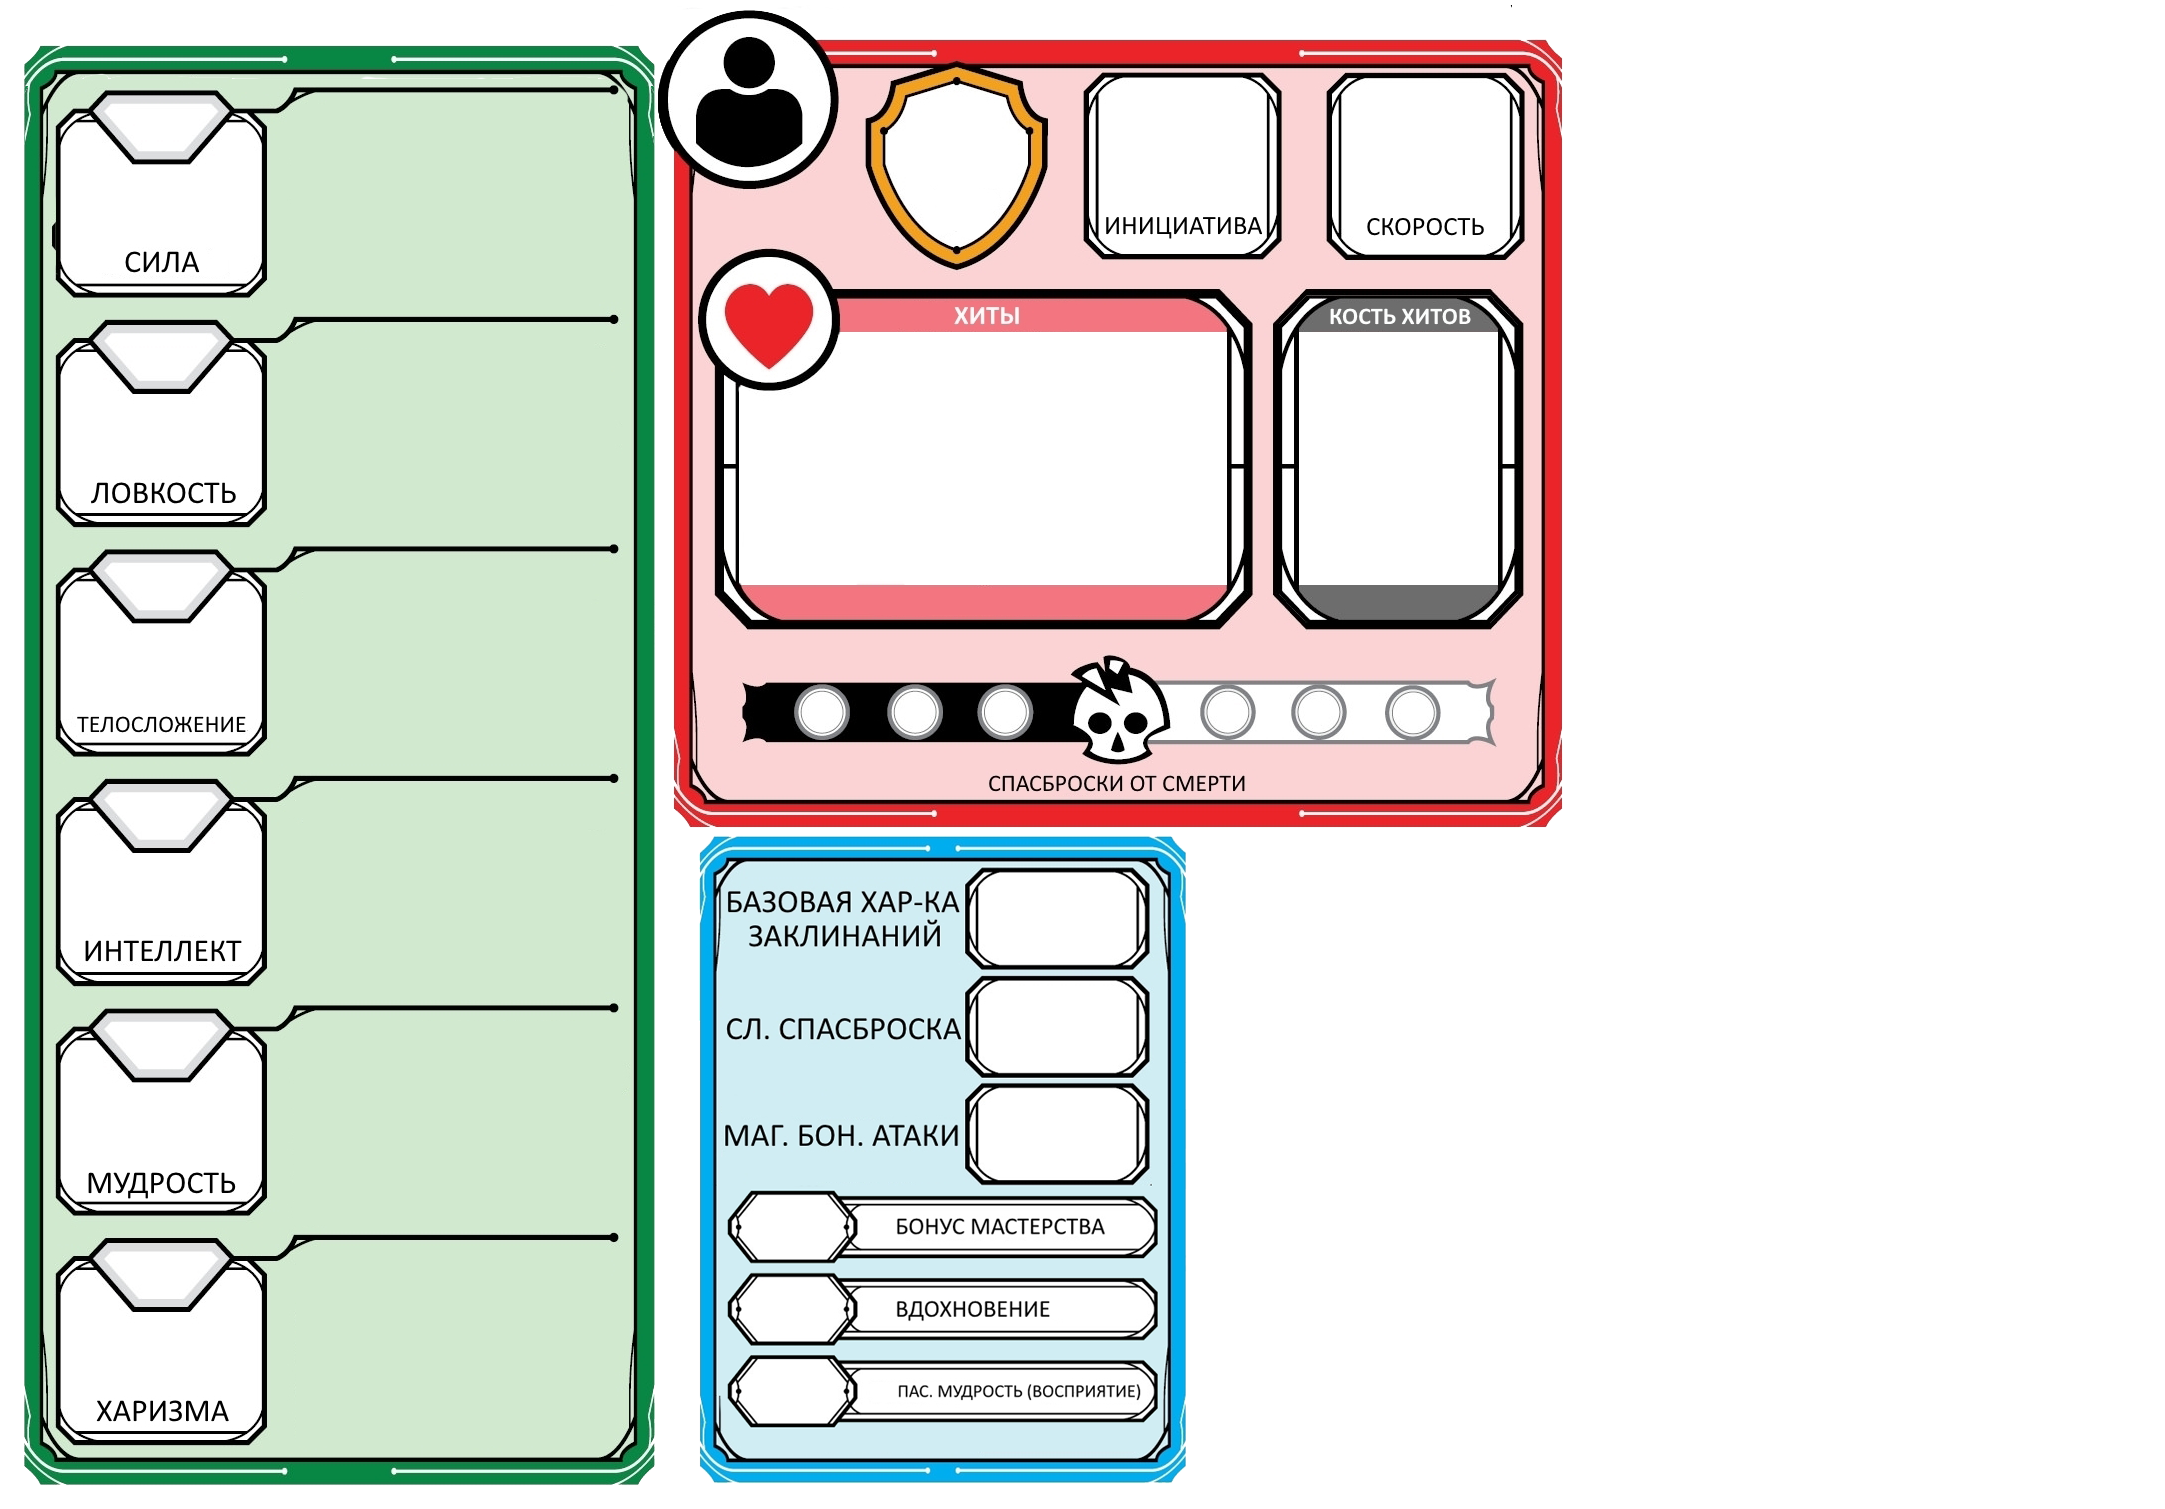 СИЛА
ЛОВКОСТЬ
ТЕЛОСЛОЖЕНИЕ
ИНТЕЛЛЕКТ
МУДРОСТЬ
ХАРИЗМА
ИНИЦИАТИВА
СКОРОСТЬ
ХИТЫ
КОСТЬ ХИТОВ
СПАСБРОСКИ ОТ СМЕРТИ
БАЗОВАЯ ХАР-КА
ЗАКЛИНАНИЙ
СЛ. СПАСБРОСКА
МАГ. БОН. АТАКИ
БОНУС МАСТЕРСТВА
ВДОХНОВЕНИЕ
ПАС. МУДРОСТЬ (ВОСПРИЯТИЕ)